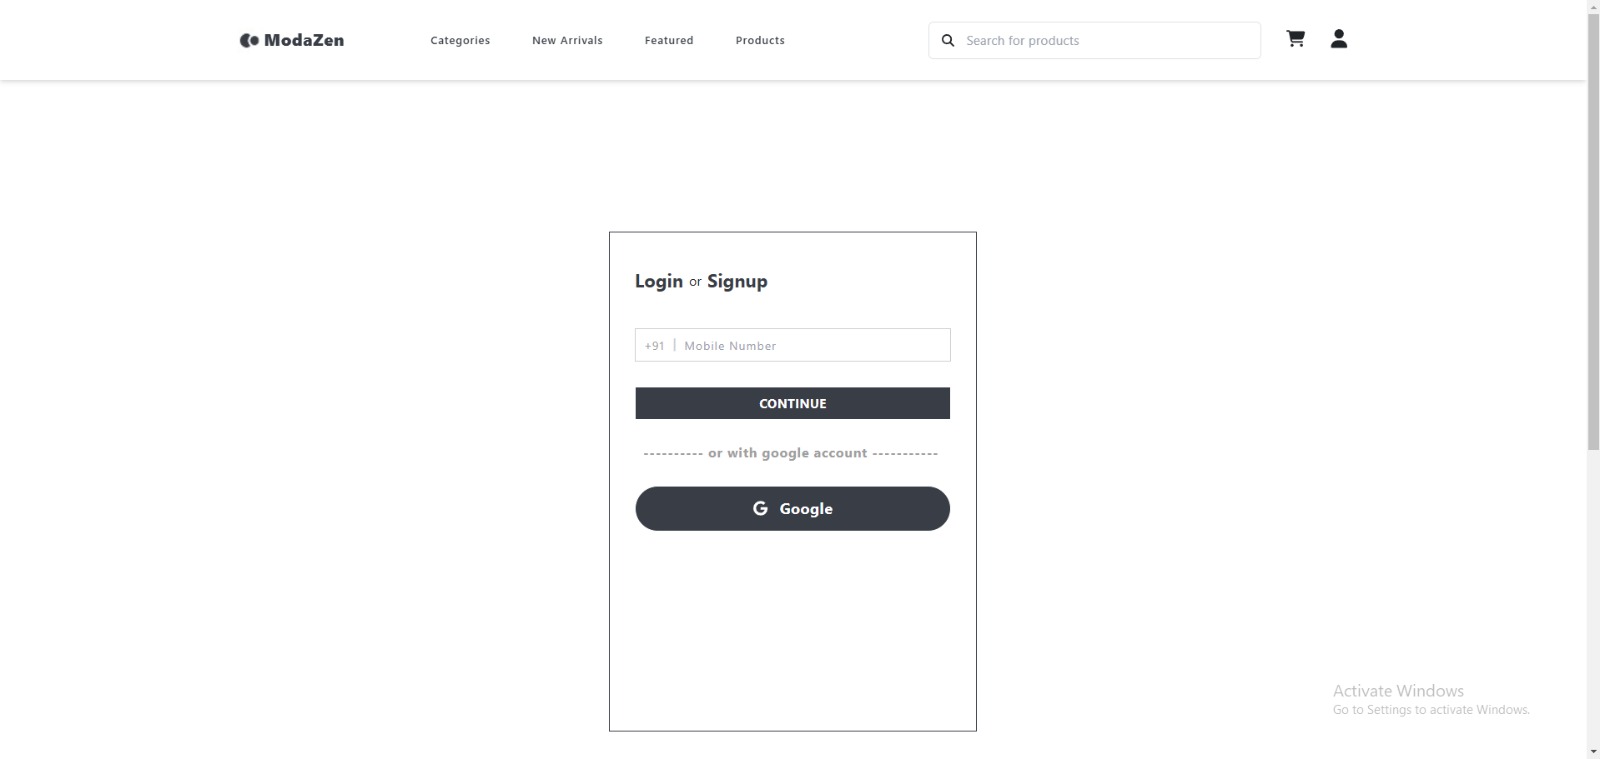 ModaZen
Categories
New Arrivals
Featured
Products
Search for products
Login or Signup
+91 | Mobile Number
CONTINUE
---------- or with google account -----------
G Google
Activate Windows
Go to Settings to activate Windows.